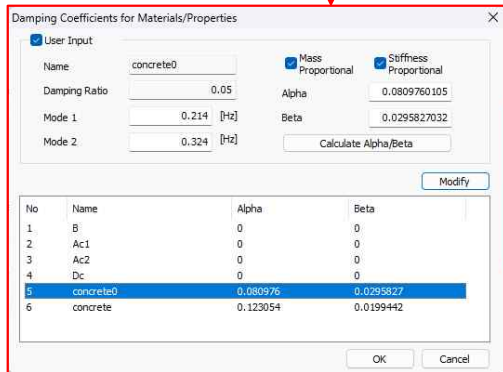 Damping Coefficients for Materials/Properties
User Input
Name concrete0
Mass Proportional
Stiffness Proportional
Damping Ratio 0.05
Alpha 0.0809760105
Mode 1 0.214 [Hz]
Beta 0.0295827032
Mode 2 0.324 [Hz]
Calculate Alpha/Beta
Modify
No Name Alpha Beta
1 B 0 0
2 Ac1 0 0
3 Ac2 0 0
4 Dc 0 0
5 concrete0 0.080976 0.0295827
6 concrete 0.123054 0.0199442
OK Cancel